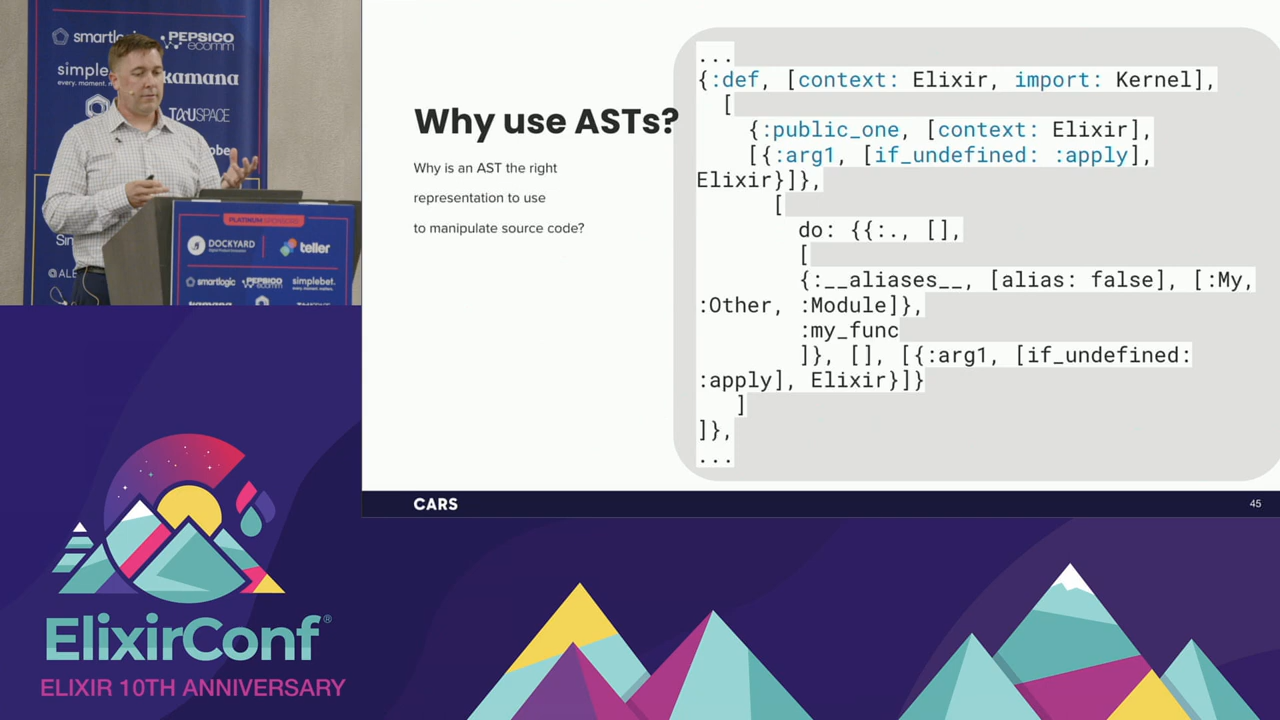 smartlogic
PEPSICO
ecomm
simple
every. moment.
kamana
TAUSPACE
PLATINUM SPONSORS
DOCKYARD
teller
smartlogic PEPSICO simplebet.
ecomm
Why use ASTs?
Why is an AST the right
representation to use
to manipulate source code?
...
{:def, [context: Elixir, import: Kernel],
[
{:public_one, [context: Elixir],
[{:arg1, [if_undefined: :apply],
Elixir}]},
[
do: {{:., [],
[
{:__aliases__, [alias: false], [:My,
:Other, :Module]},
:my_func
]}, [], [{:arg1, [if_undefined:
:apply], Elixir}]}
]
]},
...
CARS
45
ElixirConf®
ELIXIR 10TH ANNIVERSARY